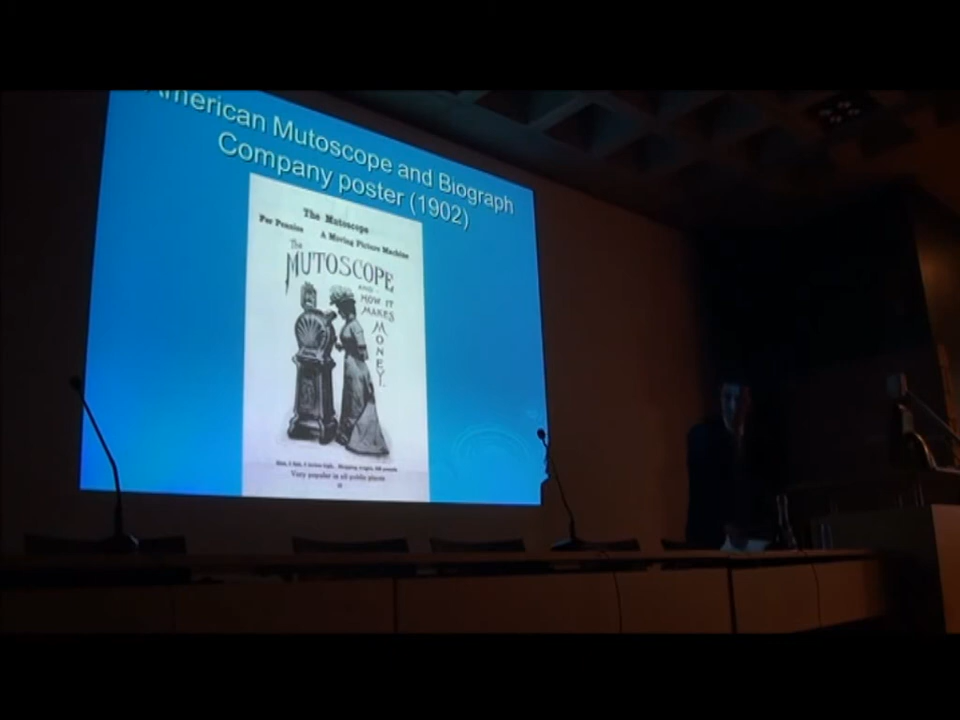 American Mutoscope and Biograph
Company poster (1902)
The Mutoscope
For Pennies A Moving Picture Machine
The
MUTOSCOPE
AND
HOW IT
MAKES
MONEY.
Very popular in all public places